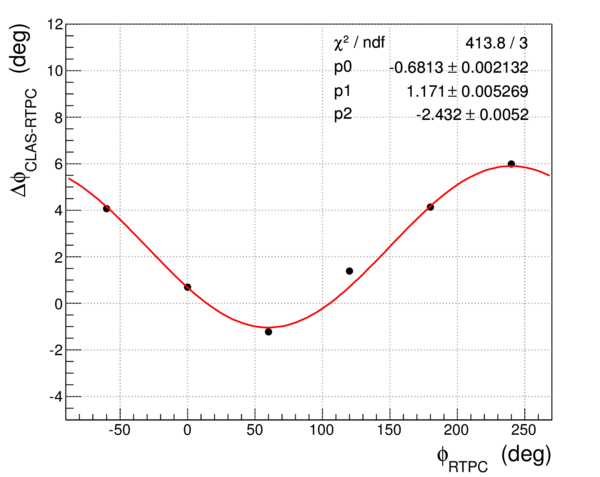 Δϕ_CLAS-RTPC (deg)
12
10
8
6
4
2
0
-2
-4
χ² / ndf 413.8 / 3
p0 -0.6813 ± 0.002132
p1 1.171 ± 0.005269
p2 -2.432 ± 0.0052
-50 0 50 100 150 200 250
ϕ_RTPC (deg)